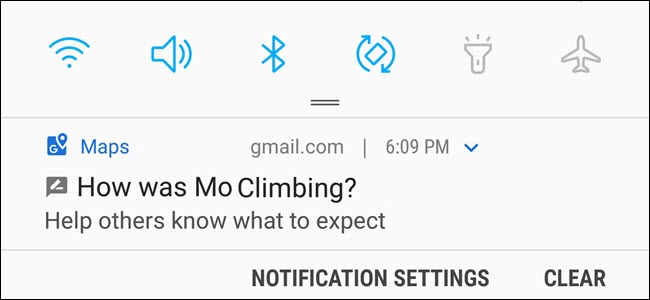 Maps gmail.com | 6:09 PM
How was Mo Climbing?
Help others know what to expect
NOTIFICATION SETTINGS CLEAR